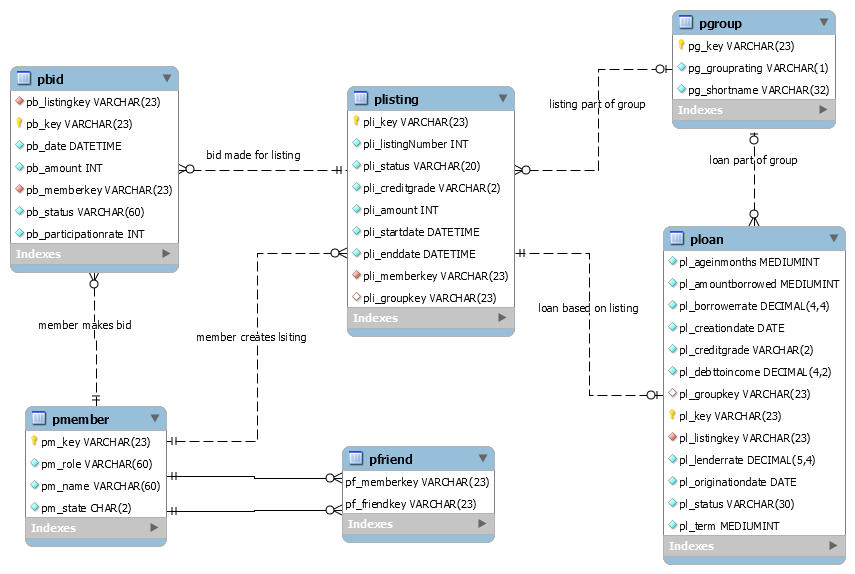 pbid
pb_listingkey VARCHAR(23)
pb_key VARCHAR(23)
pb_date DATETIME
pb_amount INT
pb_memberkey VARCHAR(23)
pb_status VARCHAR(60)
pb_participationrate INT
Indexes
bid made for listing
member makes bid
plisting
pli_key VARCHAR(23)
pli_listingNumber INT
pli_status VARCHAR(20)
pli_creditgrade VARCHAR(2)
pli_amount INT
pli_startdate DATETIME
pli_enddate DATETIME
pli_memberkey VARCHAR(23)
pli_groupkey VARCHAR(23)
Indexes
listing part of group
member creates lsiting
loan based on listing
pgroup
pg_key VARCHAR(23)
pg_grouprating VARCHAR(1)
pg_shortname VARCHAR(32)
Indexes
loan part of group
ploan
pl_ageinmonths MEDIUMINT
pl_amountborrowed MEDIUMINT
pl_borrowerrate DECIMAL(4,4)
pl_creationdate DATE
pl_creditgrade VARCHAR(2)
pl_debttoincome DECIMAL(4,2)
pl_groupkey VARCHAR(23)
pl_key VARCHAR(23)
pl_listingkey VARCHAR(23)
pl_lenderrate DECIMAL(5,4)
pl_originationdate DATE
pl_status VARCHAR(30)
pl_term MEDIUMINT
Indexes
pmember
pm_key VARCHAR(23)
pm_role VARCHAR(60)
pm_name VARCHAR(60)
pm_state CHAR(2)
Indexes
pfriend
pf_memberkey VARCHAR(23)
pf_friendkey VARCHAR(23)
Indexes